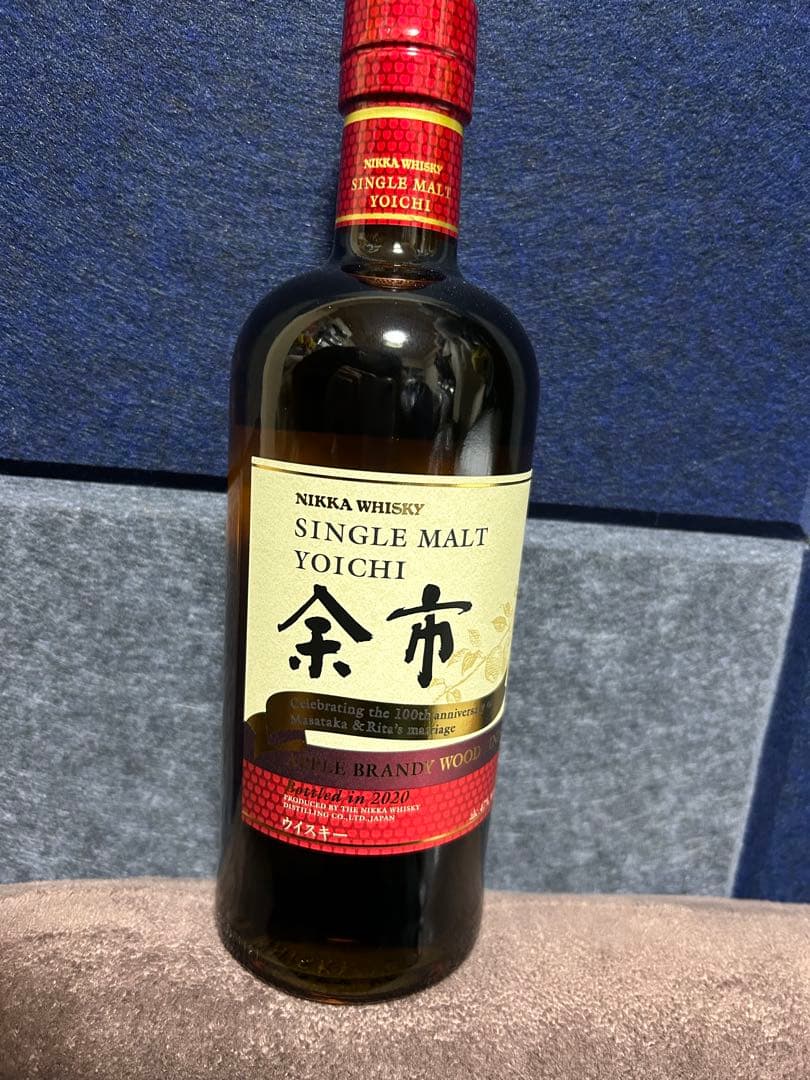 NIKKA WHISKY
SINGLE MALT
YOICHI
NIKKA WHISKY
SINGLE MALT
YOICHI
余市
Celebrating the 100th
Masataka & Rita's marriage
APPLE BRANDY WOOD
Bottled in 2020
PRODUCED BY THE NIKKA WHISKY
DISTILLING CO., LTD., JAPAN
ウイスキー